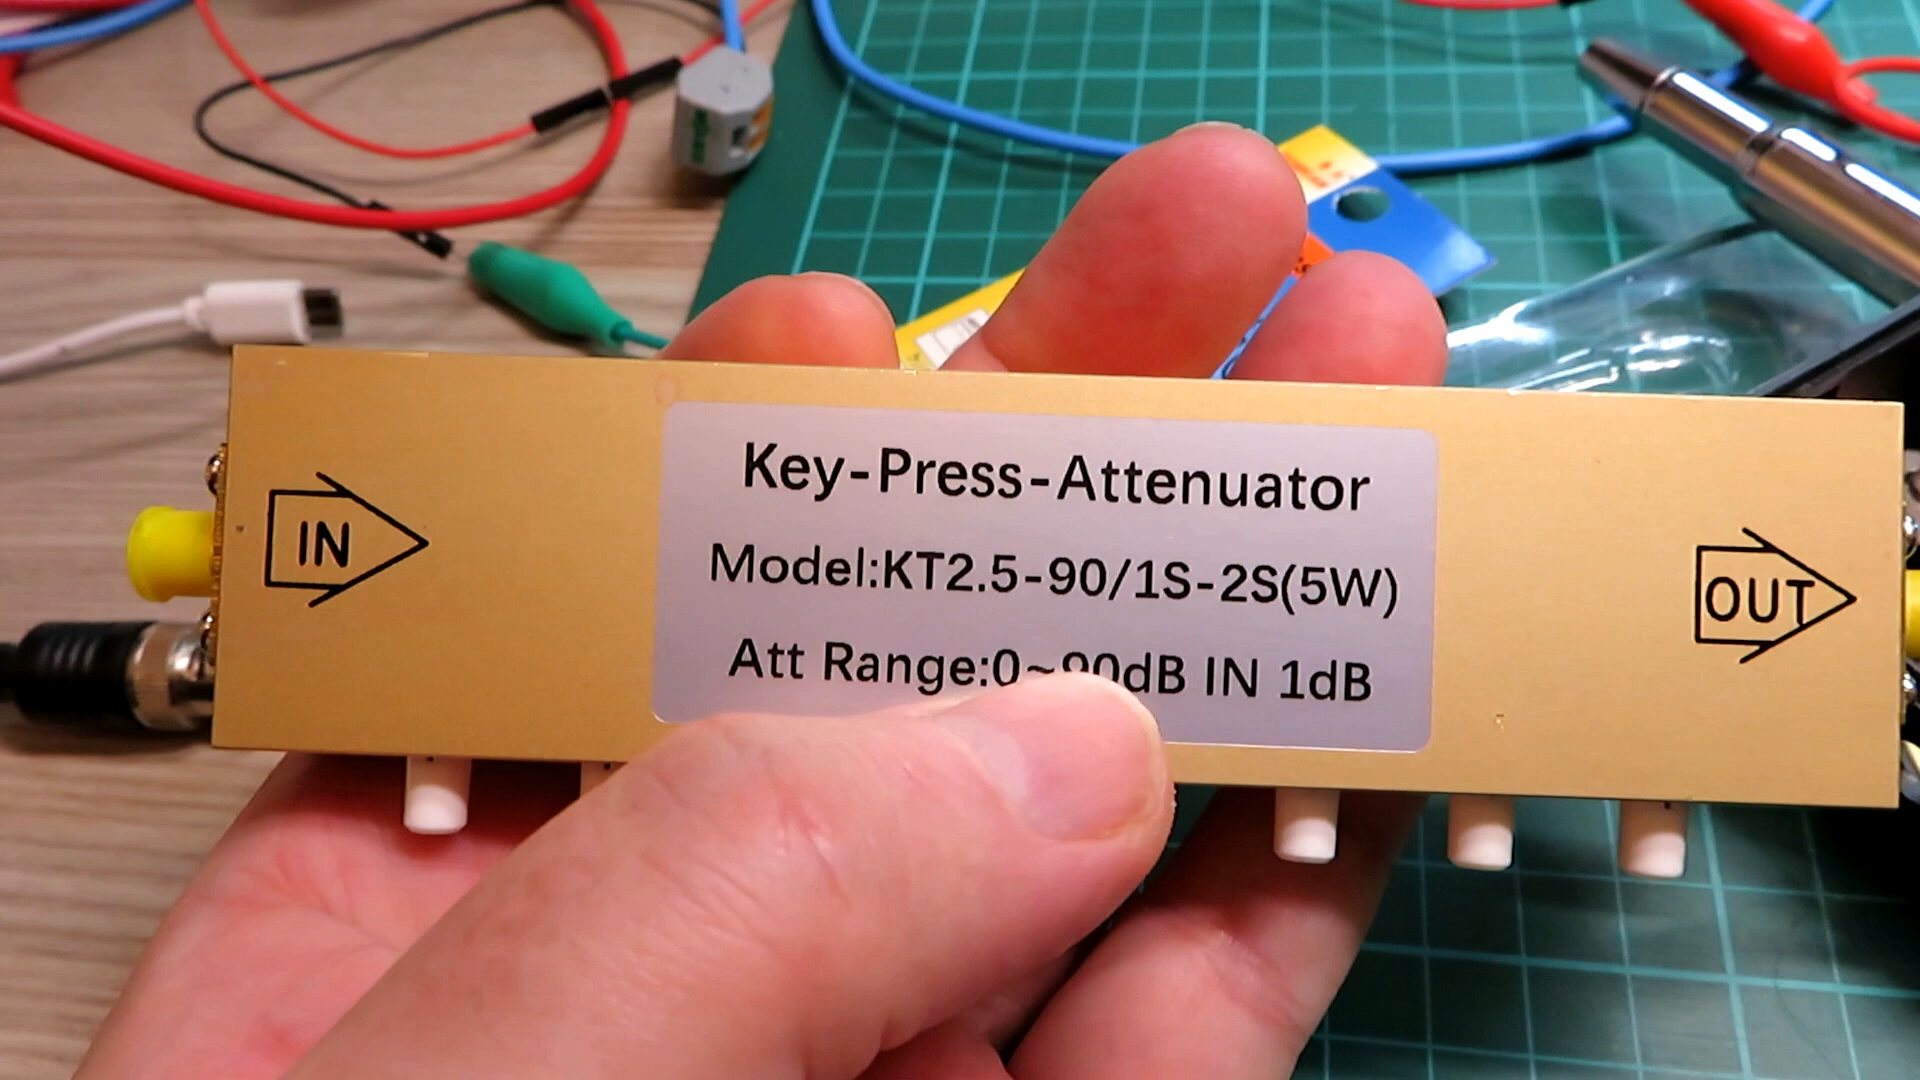 Key-Press-Attenuator
Model:KT2.5-90/1S-2S(5W)
Att Range:0~90dB IN 1dB
IN
OUT